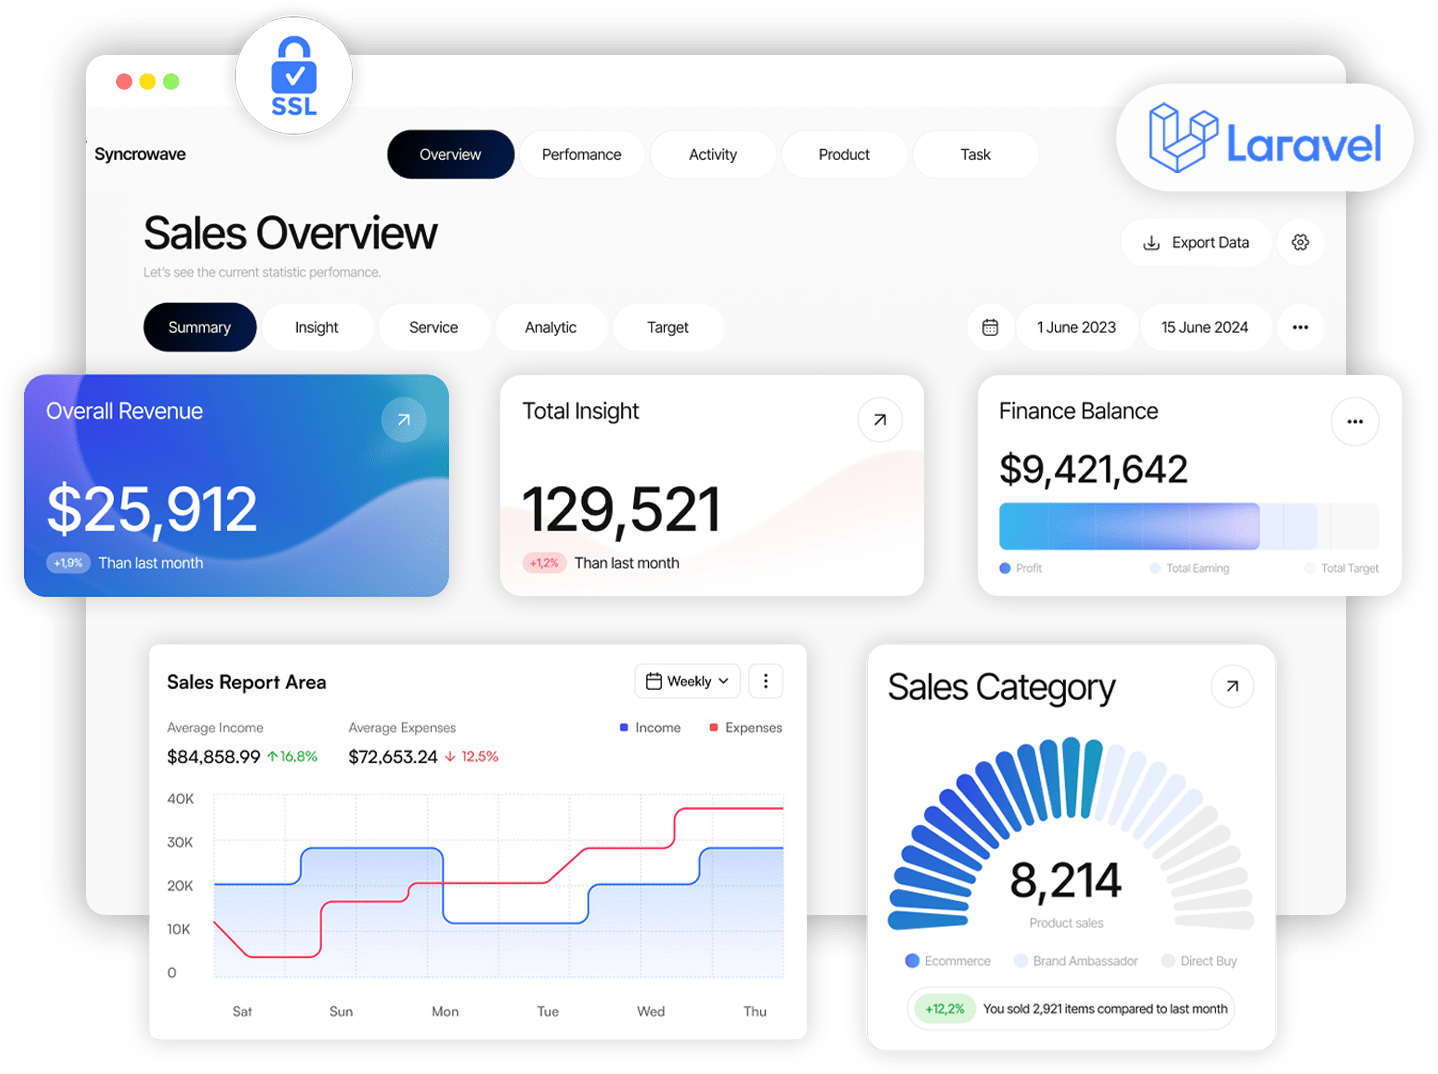 SSL
Laravel
Syncrowave
Overview
Perfomance
Activity
Product
Task
Sales Overview
Let's see the current statistic perfomance.
Export Data
Summary
Insight
Service
Analytic
Target
1 June 2023
15 June 2024
Overall Revenue
$25,912
+1,9% Than last month
Total Insight
129,521
+1,2% Than last month
Finance Balance
$9,421,642
Profit
Total Earning
Total Target
Sales Report Area
Weekly
Average Income
$84,858.99 ↑16,8%
Average Expenses
$72,653.24 ↓ 12,5%
Income
Expenses
40K
30K
20K
10K
0
Sat
Sun
Mon
Tue
Wed
Thu
Sales Category
8,214
Product sales
Ecommerce
Brand Ambassador
Direct Buy
+12,2% You sold 2,921 items compared to last month